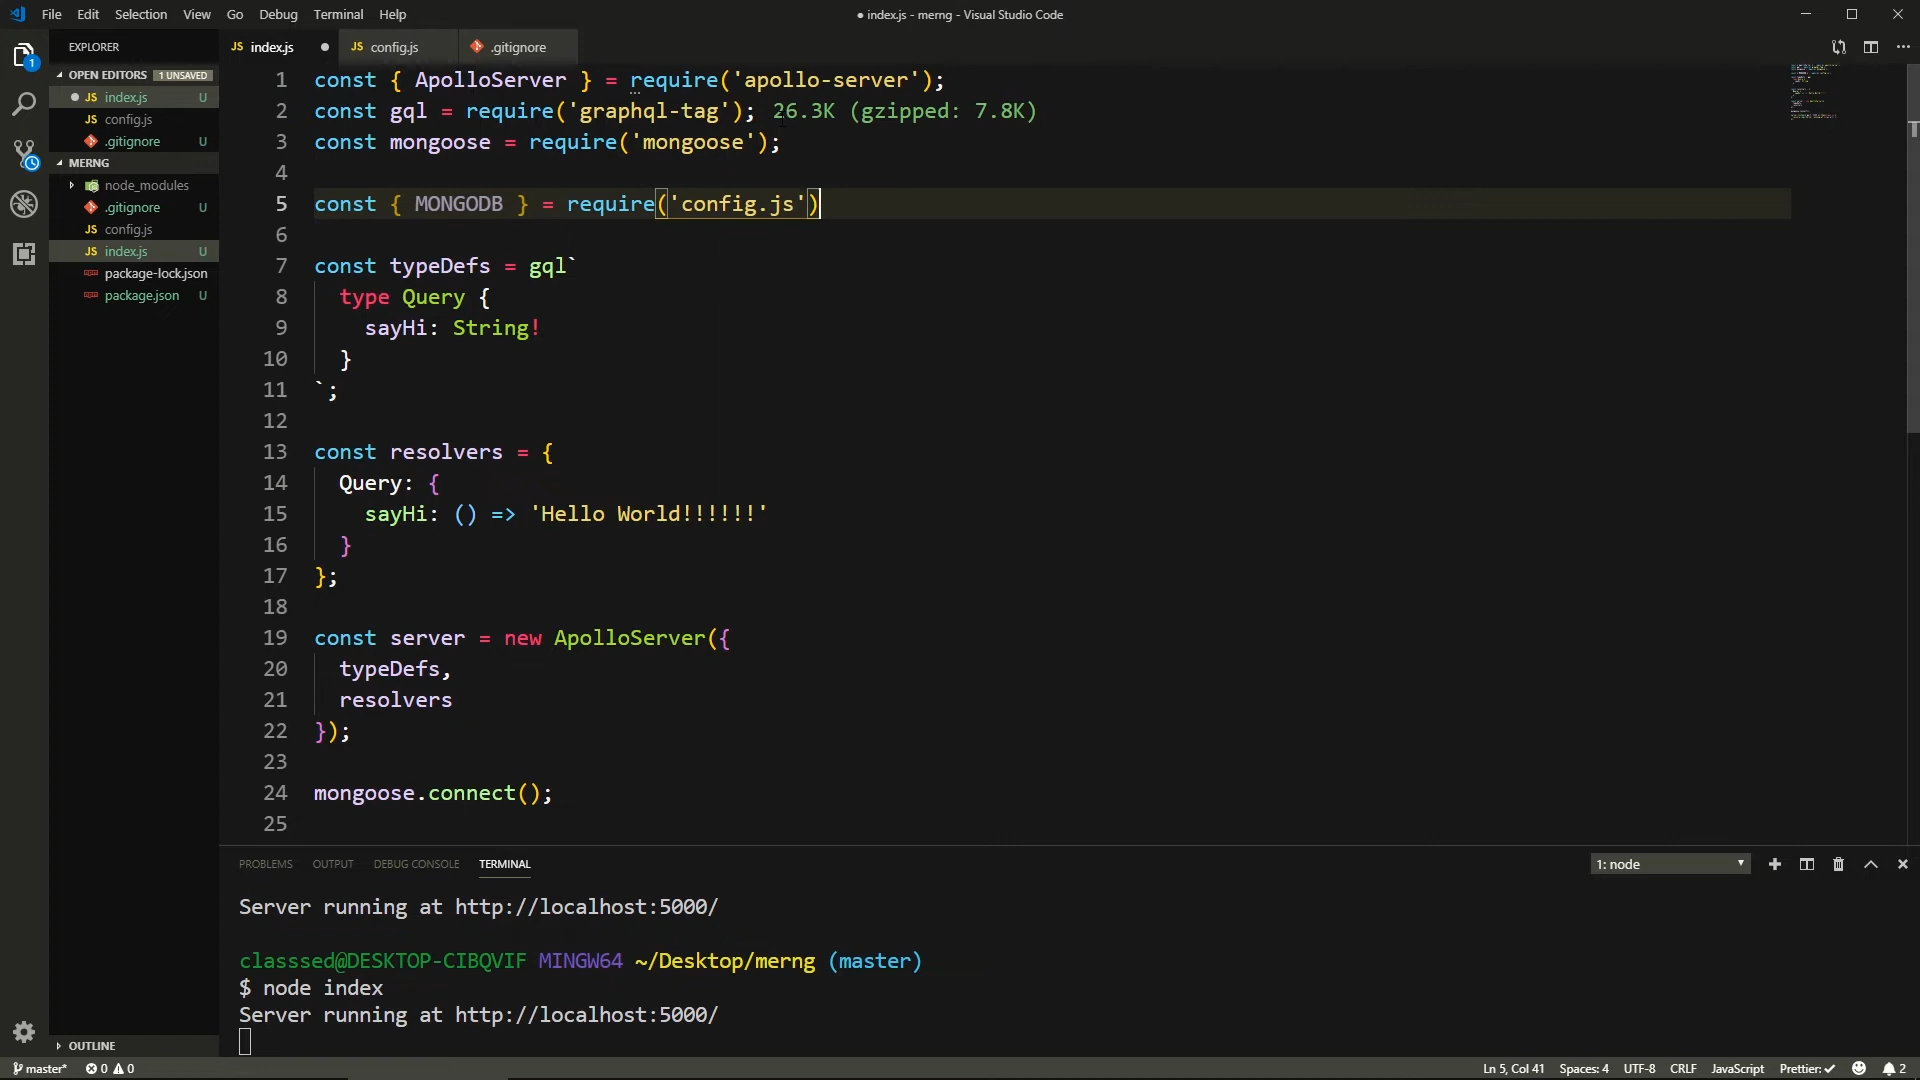 File Edit Selection View Go Debug Terminal Help
● index.js - merng - Visual Studio Code
EXPLORER
JS index.js ●
JS config.js
.gitignore
OPEN EDITORS 1 UNSAVED
● JS index.js U
JS config.js
.gitignore U
MERNG
node_modules
.gitignore U
JS config.js
JS index.js U
package-lock.json
package.json U
OUTLINE
1
1 const { ApolloServer } = require('apollo-server');
2 const gql = require('graphql-tag'); 26.3K (gzipped: 7.8K)
3 const mongoose = require('mongoose');
4
5 const { MONGODB } = require('config.js')
6
7 const typeDefs = gql`
8 type Query {
9 sayHi: String!
10 }
11 `;
12
13 const resolvers = {
14 Query: {
15 sayHi: () => 'Hello World!!!!!!'
16 }
17 };
18
19 const server = new ApolloServer({
20 typeDefs,
21 resolvers
22 });
23
24 mongoose.connect();
25
PROBLEMS OUTPUT DEBUG CONSOLE TERMINAL
1: node
Server running at http://localhost:5000/
classsed@DESKTOP-CIBQVIF MINGW64 ~/Desktop/merng (master)
$ node index
Server running at http://localhost:5000/
master* 0 0
Ln 5, Col 41 Spaces: 4 UTF-8 CRLF JavaScript Prettier: ✓ 2